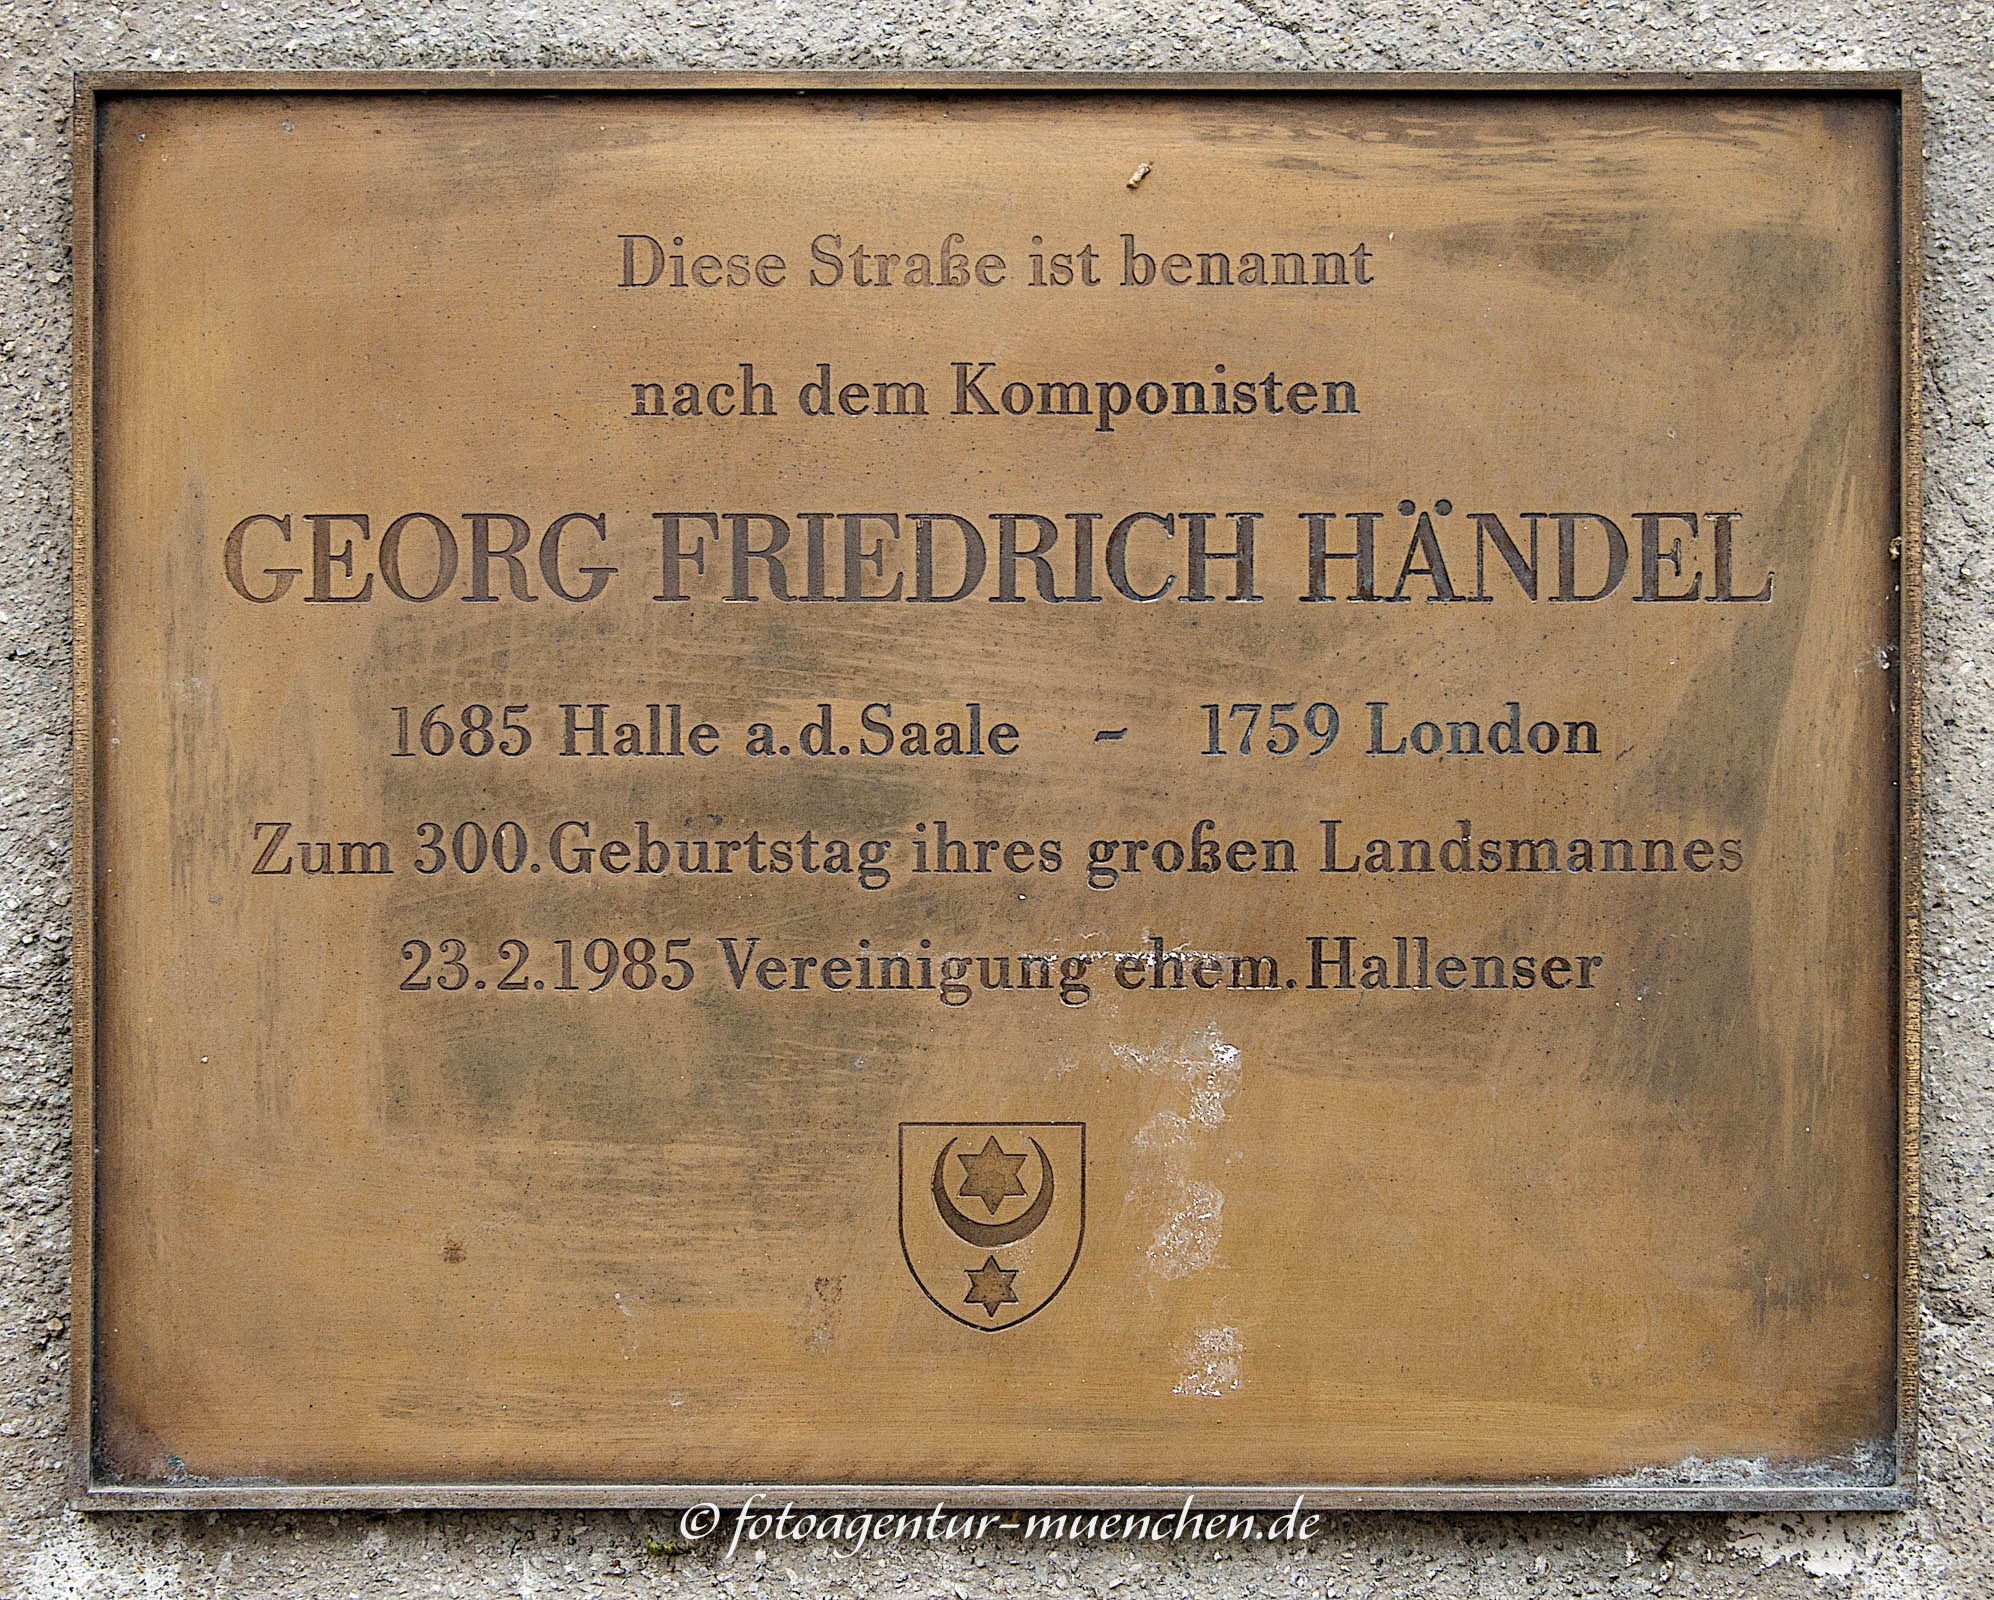 Diese Straße ist benannt
nach dem Komponisten
GEORG FRIEDRICH HÄNDEL
1685 Halle a.d.Saale - 1759 London
Zum 300.Geburtstag ihres großen Landsmannes
23.2.1985 Vereinigung ehem.Hallenser
© fotoagentur-muenchen.de